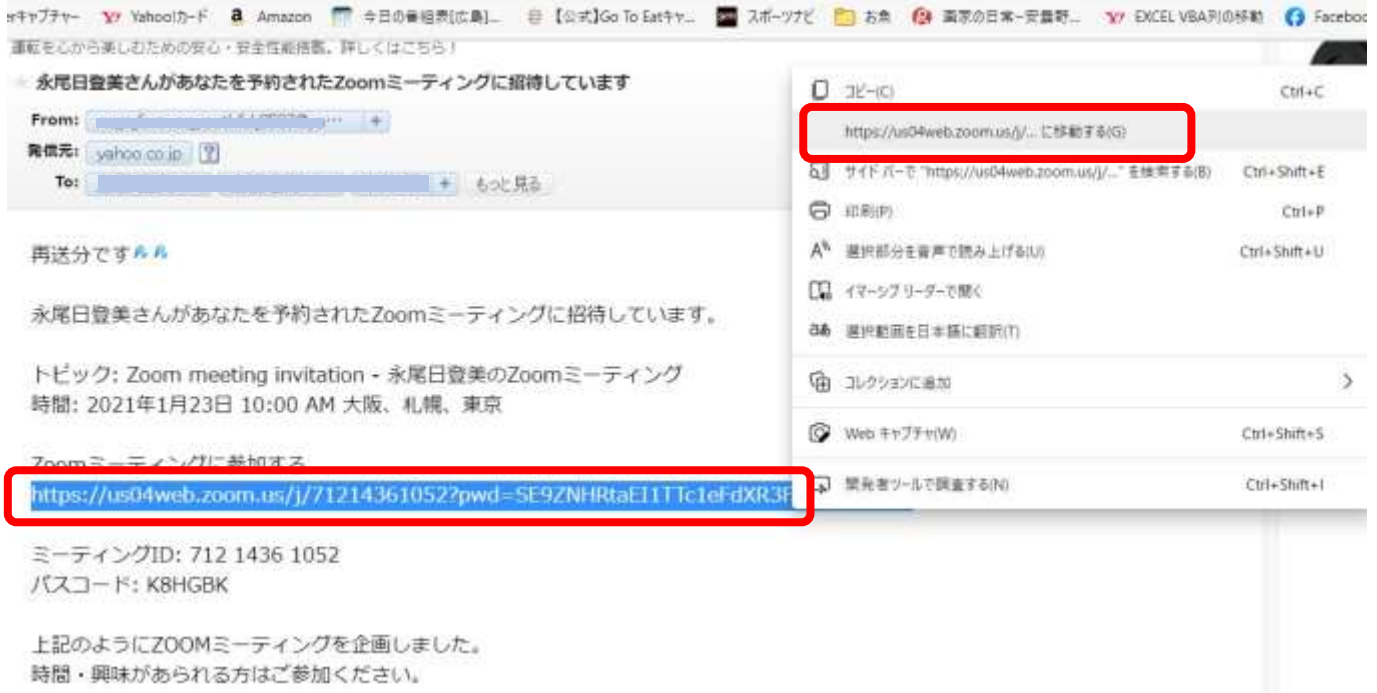 ｬｰキャプチャー Yahoo!カード Amazon 今日の番組表[広島]... 【公式】Go To Eatキャ... スポーツナビ お魚 画家の日常-安曇野... EXCEL VBA列の移動 Faceboo
運転を心から楽しむための安心・安全性能搭載。詳しくはこちら！
永尾日登美さんがあなたを予約されたZoomミーティングに招待しています
From: ... +
発信元: yahoo.co.jp ?
To: + もっと見る
再送分です
永尾日登美さんがあなたを予約されたZoomミーティングに招待しています。
トピック: Zoom meeting invitation - 永尾日登美のZoomミーティング
時間: 2021年1月23日 10:00 AM 大阪、札幌、東京
Zoomミーティングに参加する
https://us04web.zoom.us/j/71214361052?pwd=SE9ZNHRtaEI1TTc1eFdXR3F
ミーティングID: 712 1436 1052
パスコード: K8HGBK
上記のようにZOOMミーティングを企画しました。
時間・興味があられる方はご参加ください。
コピー(C) Ctrl+C
https://us04web.zoom.us/j/... に移動する(G)
サイド バーで "https://us04web.zoom.us/j/..." を検索する(B) Ctrl+Shift+E
印刷(P) Ctrl+P
選択部分を音声で読み上げる(U) Ctrl+Shift+U
イマーシブ リーダーで開く
選択範囲を日本語に翻訳(T)
コレクションに追加
Web キャプチャ(W) Ctrl+Shift+S
開発者ツールで調査する(N) Ctrl+Shift+I